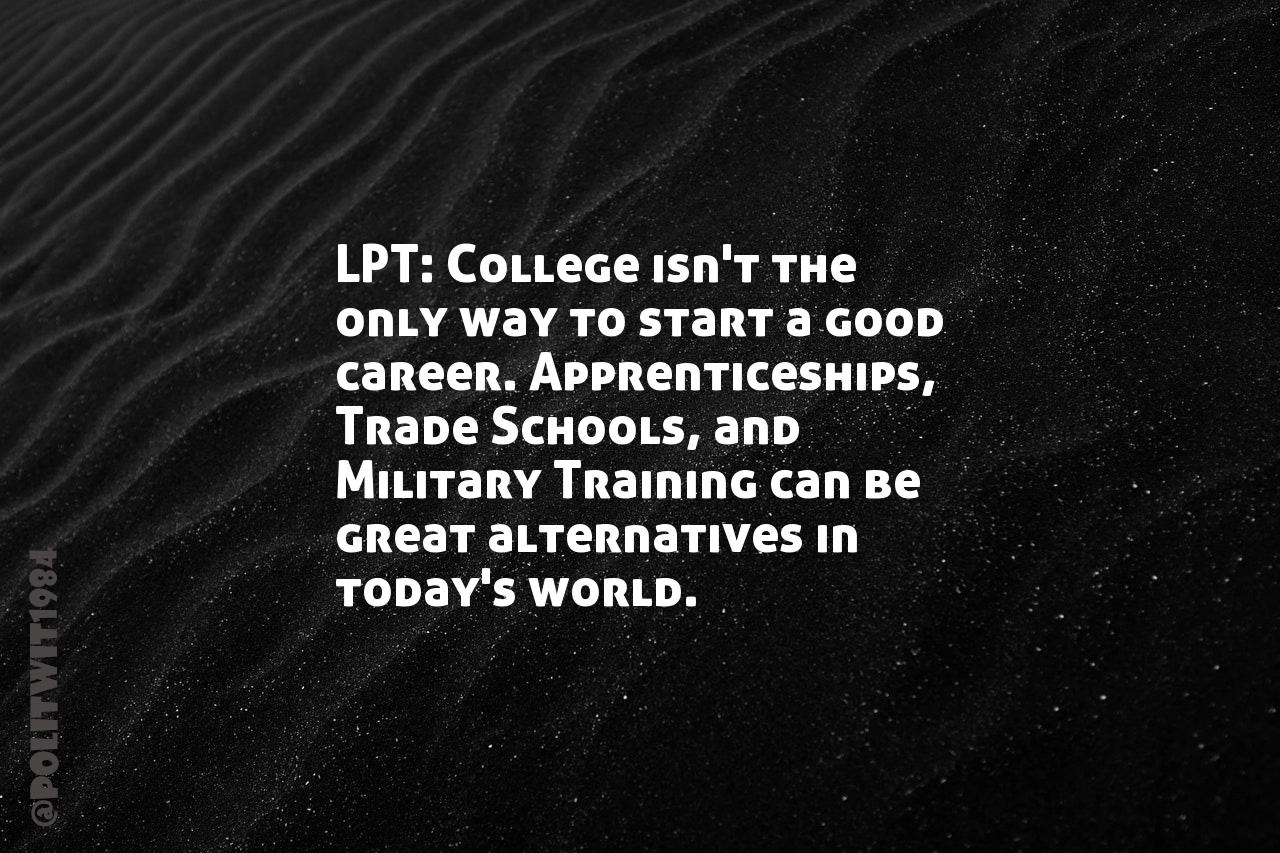 LPT: College isn't the
only way to start a good
career. Apprenticeships,
Trade Schools, and
Military Training can be
great alternatives in
today's world.
@POLITWIT1984